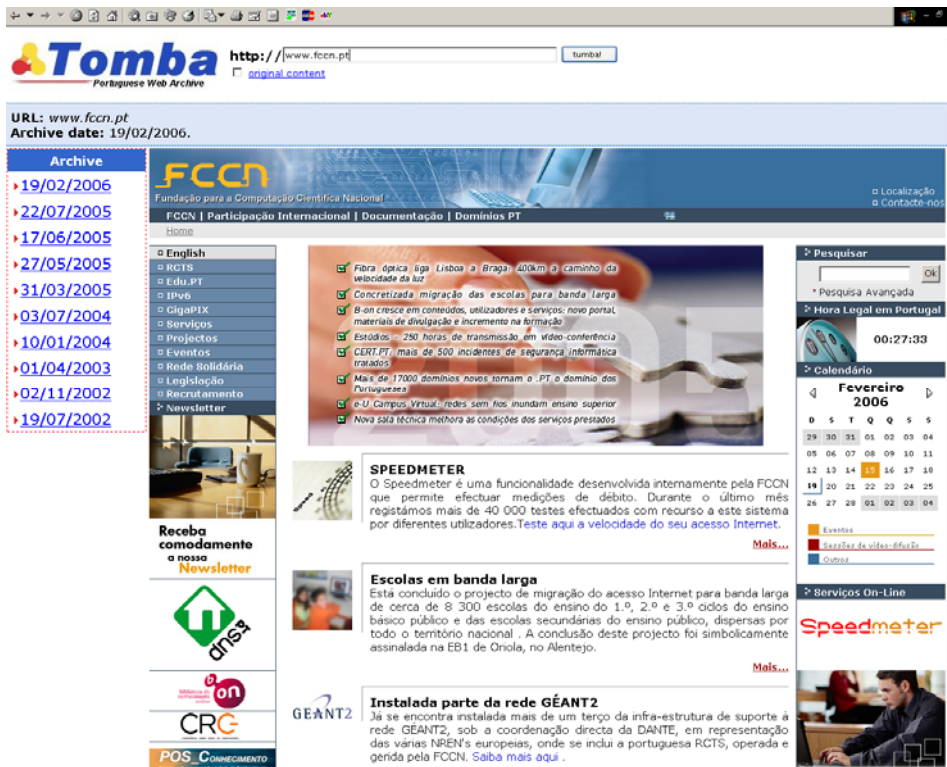 Tomba
Portuguese Web Archive
http://www.fccn.pt
tumba!
original content
URL: www.fccn.pt
Archive date: 19/02/2006.
Archive
19/02/2006
22/07/2005
17/06/2005
27/05/2005
31/03/2005
03/07/2004
10/01/2004
01/04/2003
02/11/2002
19/07/2002
FCCN
Fundação para a Computação Científica Nacional
Localização
Contacte-nos
FCCN | Participação Internacional | Documentação | Domínios PT
Home
English
RCTS
Edu.PT
IPv6
GigaPIX
Serviços
Projectos
Eventos
Rede Solidária
Legislação
Recrutamento
Newsletter
Receba
comodamente
a nossa
Newsletter
b-on
CRC
POS_Conhecimento
Fibra óptica liga Lisboa a Braga: 400km a caminho da
velocidade da luz
Concretizada migração das escolas para banda larga
B-on cresce em conteúdos, utilizadores e serviços: novo portal,
materiais de divulgação e incremento na formação
Estúdios - 250 horas de transmissão em vídeo-conferência
CERT.PT: mais de 500 incidentes de segurança informática
tratados
Mais de 17000 domínios novos tornam o .PT o domínio dos
Portugueses
e-U Campus Virtual: redes sem fios inundam ensino superior
Nova sala técnica melhora as condições dos serviços prestados
2005
SPEEDMETER
O Speedmeter é uma funcionalidade desenvolvida internamente pela FCCN
que permite efectuar medições de débito. Durante o último mês
registámos mais de 40 000 testes efectuados com recurso a este sistema
por diferentes utilizadores.Teste aqui a velocidade do seu acesso Internet.
Mais...
Escolas em banda larga
Está concluído o projecto de migração do acesso Internet para banda larga
de cerca de 8 300 escolas do ensino do 1.º, 2.º e 3.º ciclos do ensino
básico público e das escolas secundárias do ensino público, dispersas por
todo o território nacional . A conclusão deste projecto foi simbolicamente
assinalada na EB1 de Oriola, no Alentejo.
Mais...
GÉANT2
Instalada parte da rede GÉANT2
Já se encontra instalada mais de um terço da infra-estrutura de suporte à
rede GÉANT2, sob a coordenação directa da DANTE, em representação
das várias NREN's europeias, onde se inclui a portuguesa RCTS, operada e
gerida pela FCCN. Saiba mais aqui .
Pesquisar
Ok
* Pesquisa Avançada
Hora Legal em Portugal
00:27:33
Calendário
Fevereiro
2006
D S T Q Q S S
29 30 31 01 02 03 04
05 06 07 08 09 10 11
12 13 14 15 16 17 18
19 20 21 22 23 24 25
26 27 28 01 02 03 04
Eventos
Sessões de vídeo-difusão
Outros
Serviços On-Line
Speedmeter